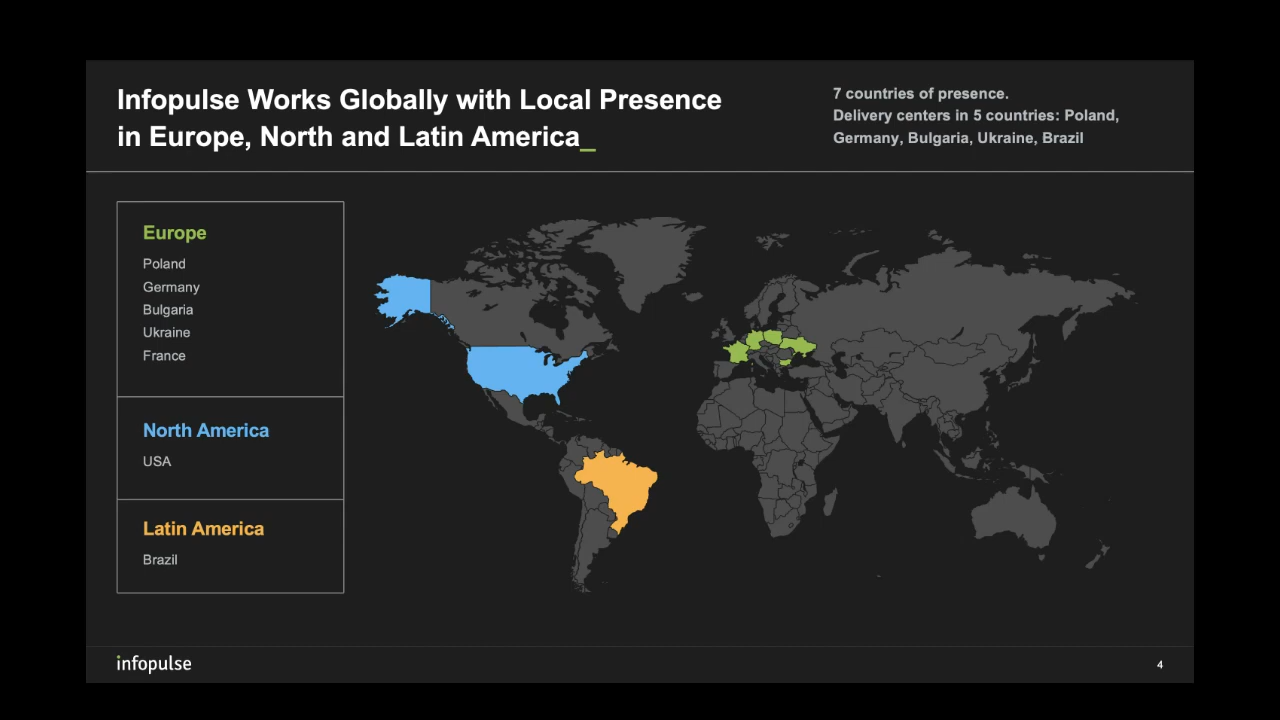 Infopulse Works Globally with Local Presence
in Europe, North and Latin America_
7 countries of presence.
Delivery centers in 5 countries: Poland,
Germany, Bulgaria, Ukraine, Brazil
Europe
Poland
Germany
Bulgaria
Ukraine
France
North America
USA
Latin America
Brazil
infopulse
4